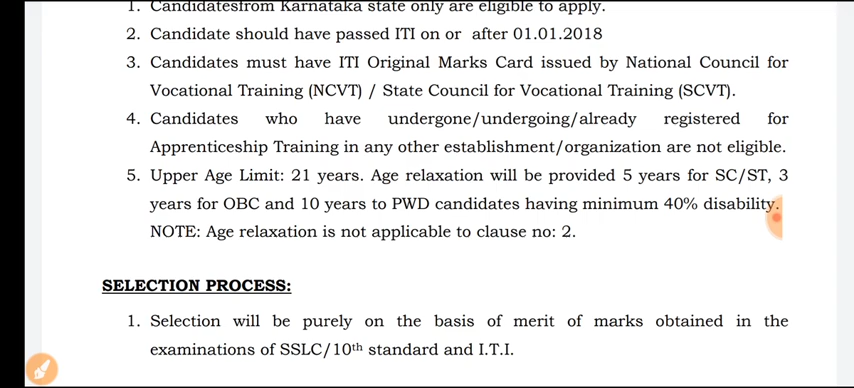 1. Candidatesfrom Karnataka state only are eligible to apply.
2. Candidate should have passed ITI on or after 01.01.2018
3. Candidates must have ITI Original Marks Card issued by National Council for
Vocational Training (NCVT) / State Council for Vocational Training (SCVT).
4. Candidates who have undergone/undergoing/already registered for
Apprenticeship Training in any other establishment/organization are not eligible.
5. Upper Age Limit: 21 years. Age relaxation will be provided 5 years for SC/ST, 3
years for OBC and 10 years to PWD candidates having minimum 40% disability.
NOTE: Age relaxation is not applicable to clause no: 2.
SELECTION PROCESS:
1. Selection will be purely on the basis of merit of marks obtained in the
examinations of SSLC/10th standard and I.T.I.